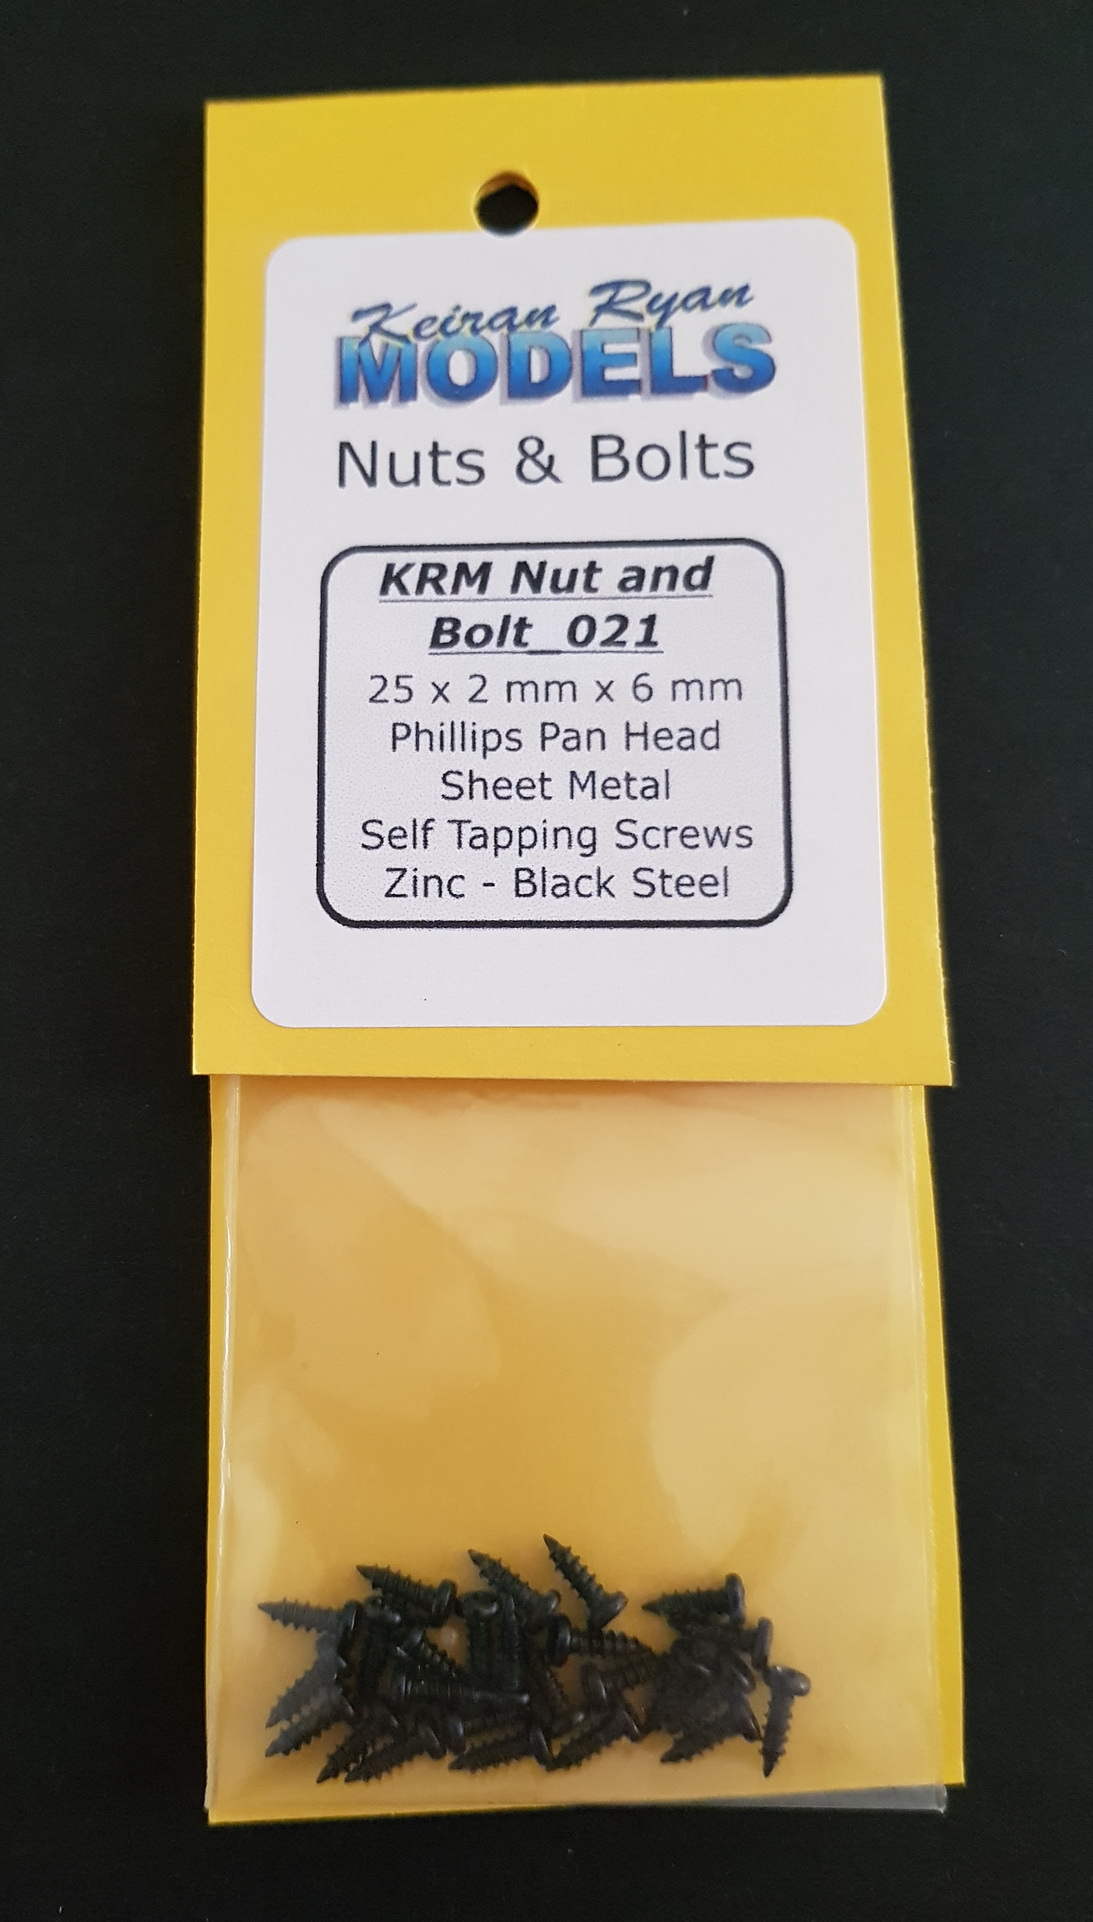 Keiran Ryan
MODELS
Nuts & Bolts
KRM Nut and
Bolt_021
25 x 2 mm x 6 mm
Phillips Pan Head
Sheet Metal
Self Tapping Screws
Zinc - Black Steel